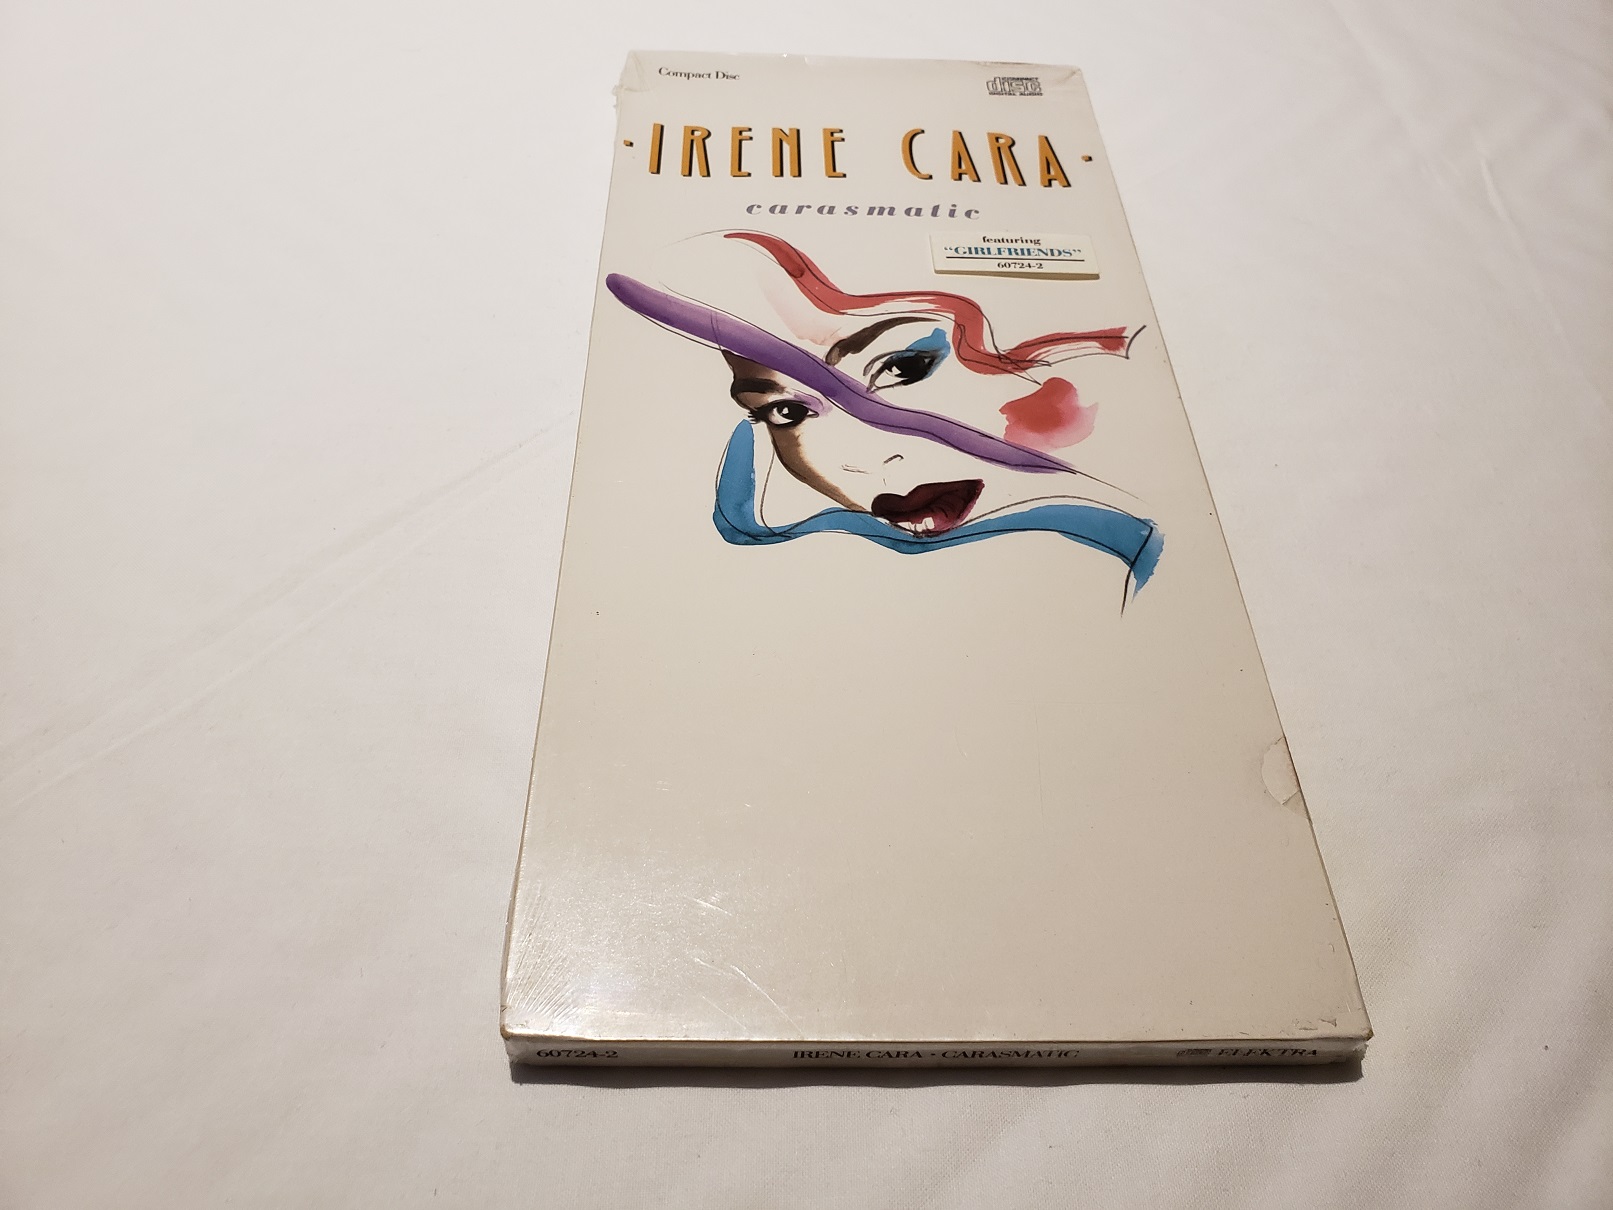 Compact Disc
COMPACT
disc
DIGITAL AUDIO
·IRENE CARA·
carasmatic
featuring
"GIRLFRIENDS"
60724-2
60724-2 IRENE CARA · CARASMATIC ELEKTRA